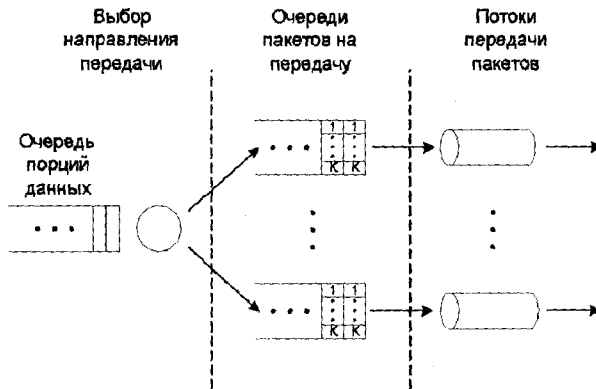 Выбор
направления
передачи
Очереди
пакетов на
передачу
Потоки
передачи
пакетов
Очередь
порций
данных
1 1
К К
1 1
К К